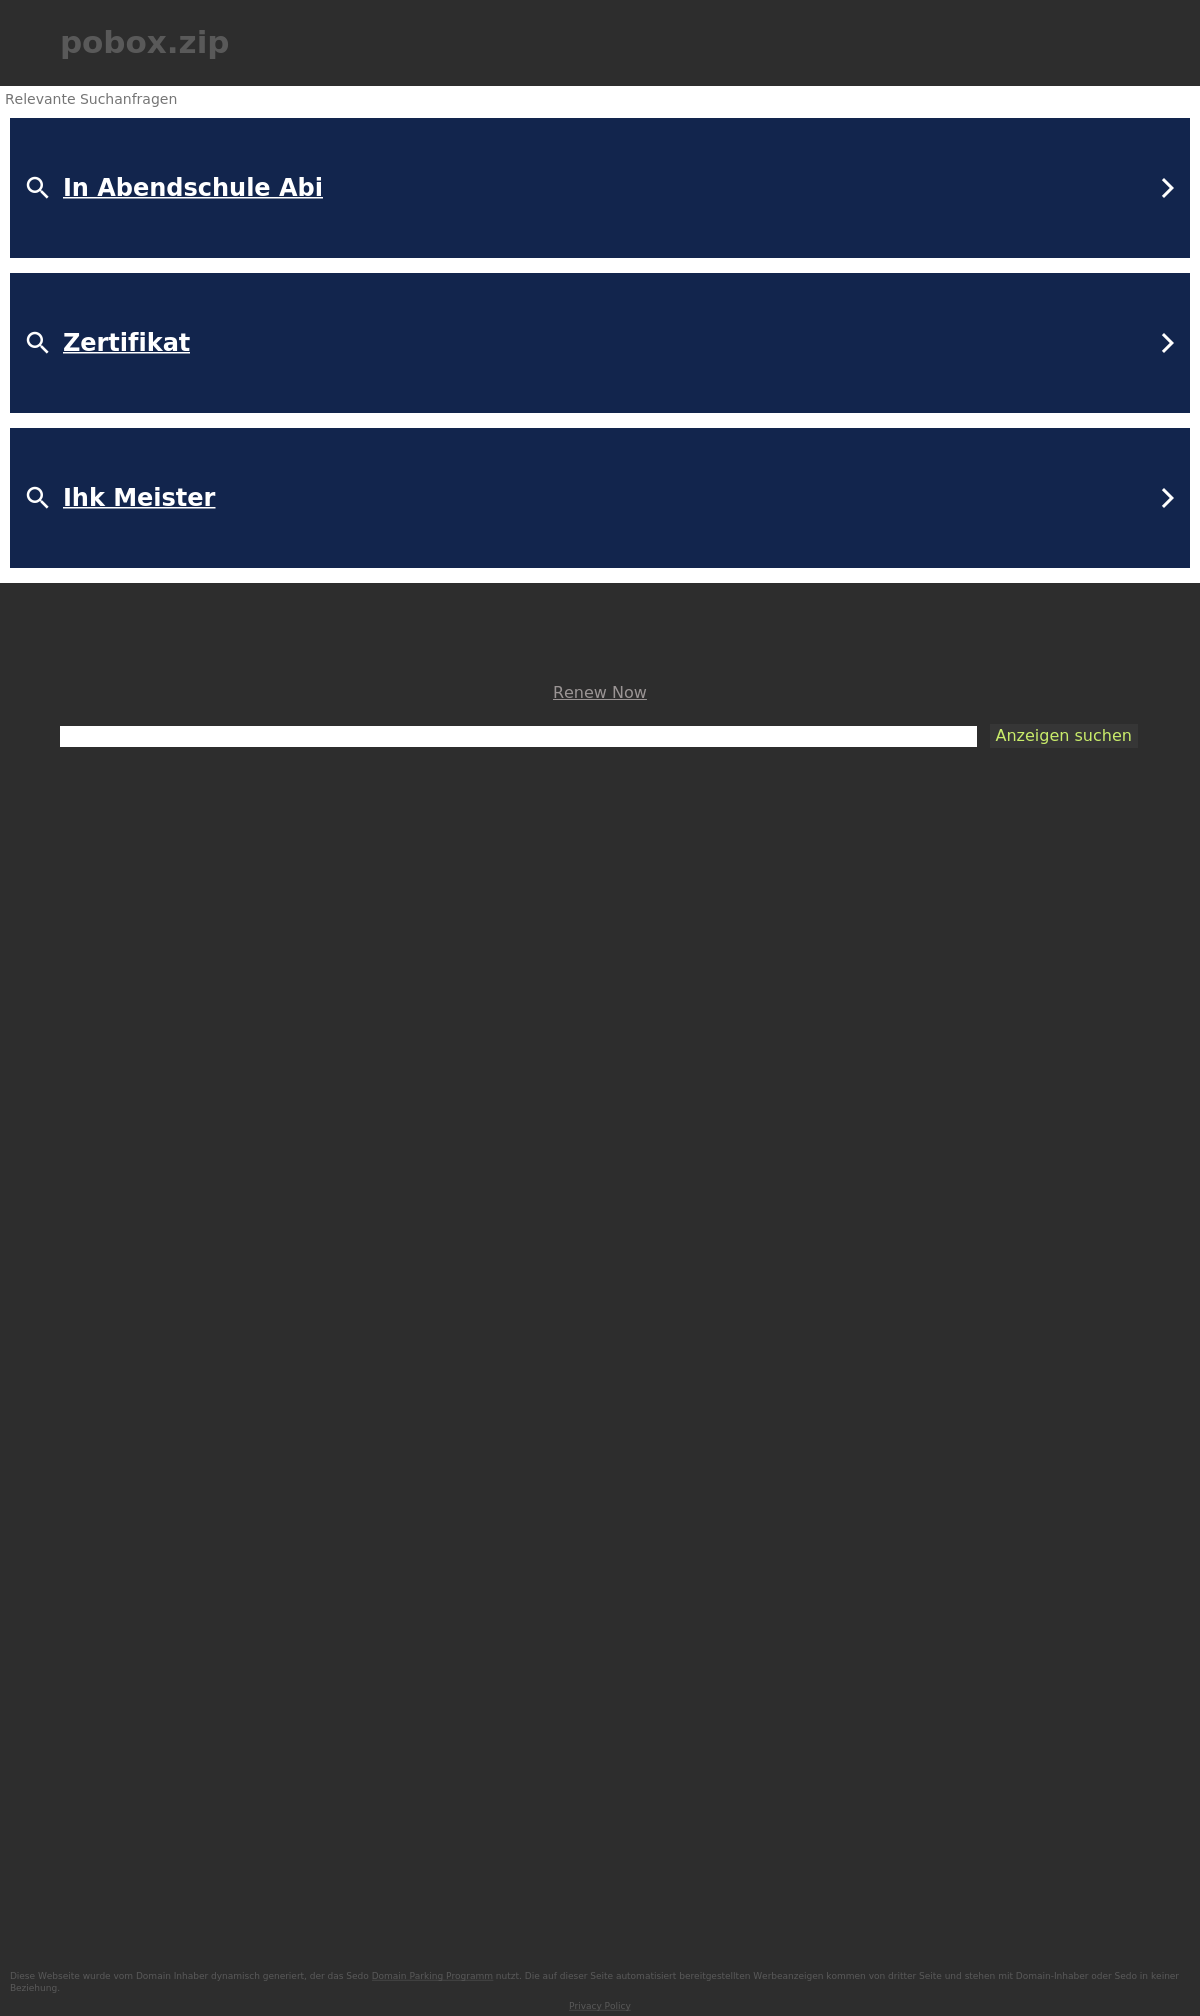 pobox.zip
Relevante Suchanfragen
In Abendschule Abi
Zertifikat
Ihk Meister
Renew Now
Anzeigen suchen
Diese Webseite wurde vom Domain Inhaber dynamisch generiert, der das Sedo Domain Parking Programm nutzt. Die auf dieser Seite automatisiert bereitgestellten Werbeanzeigen kommen von dritter Seite und stehen mit Domain-Inhaber oder Sedo in keiner
Beziehung.
Privacy Policy